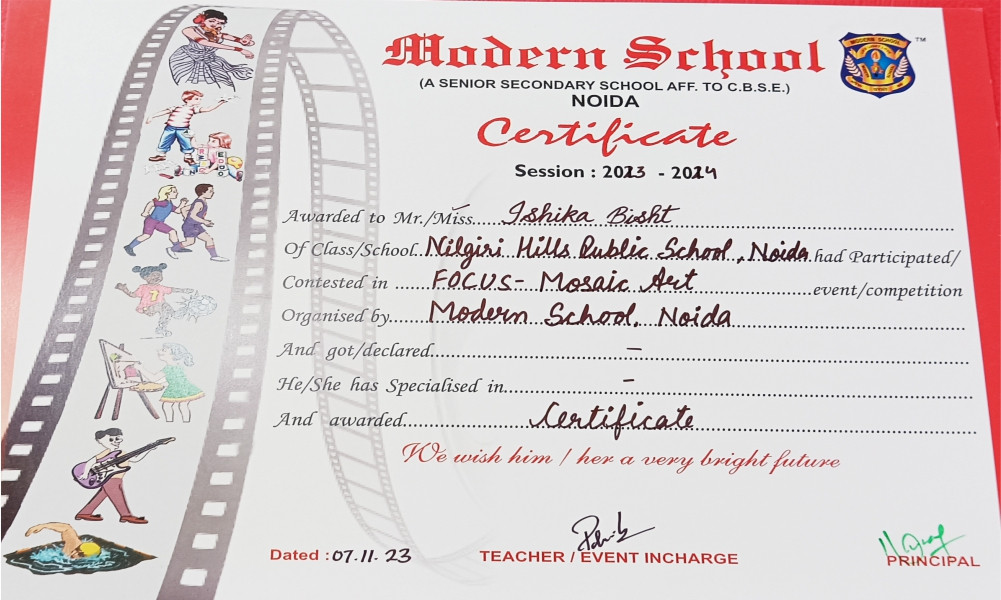 Modern School
TM
MODERN SCHOOL
(A SENIOR SECONDARY SCHOOL AFF. TO C.B.S.E.)
NOIDA
Certificate
Session : 2023 - 2024
Awarded to Mr./Miss.....Ishika Bisht
Of Class/School..Nilgiri Hills Public School, Noida had Participated/
Contested in ......FOCUS- Mosaic Art......event/competition
Organised by......Modern School, Noida
And got/declared......–
He/She has Specialised in......-
And awarded......Certificate
We wish him / her a very bright future
Dated : 07.11.23
TEACHER / EVENT INCHARGE
PRINCIPAL